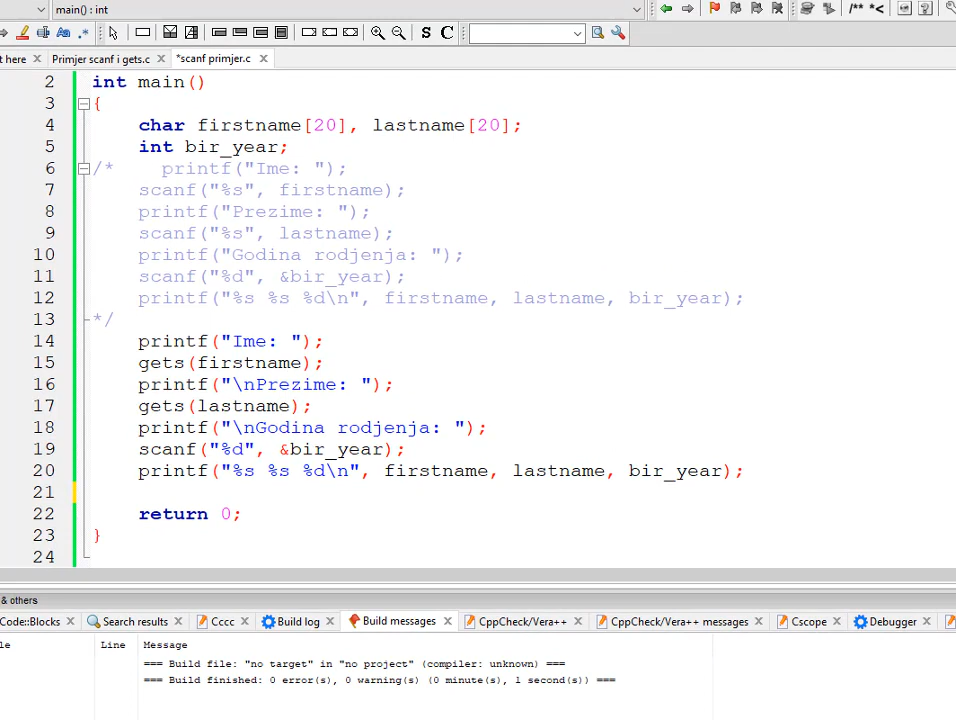 main() : int
/** *<
S C
t here Primjer scanf i gets.c *scanf primjer.c
2 int main()
3 {
4 char firstname[20], lastname[20];
5 int bir_year;
6 /* printf("Ime: ");
7 scanf("%s", firstname);
8 printf("Prezime: ");
9 scanf("%s", lastname);
10 printf("Godina rodjenja: ");
11 scanf("%d", &bir_year);
12 printf("%s %s %d\n", firstname, lastname, bir_year);
13 */
14 printf("Ime: ");
15 gets(firstname);
16 printf("\nPrezime: ");
17 gets(lastname);
18 printf("\nGodina rodjenja: ");
19 scanf("%d", &bir_year);
20 printf("%s %s %d\n", firstname, lastname, bir_year);
21
22 return 0;
23 }
24
& others
Code::Blocks Search results Cccc Build log Build messages CppCheck/Vera++ CppCheck/Vera++ messages Cscope Debugger
le Line Message
=== Build file: "no target" in "no project" (compiler: unknown) ===
=== Build finished: 0 error(s), 0 warning(s) (0 minute(s), 1 second(s)) ===